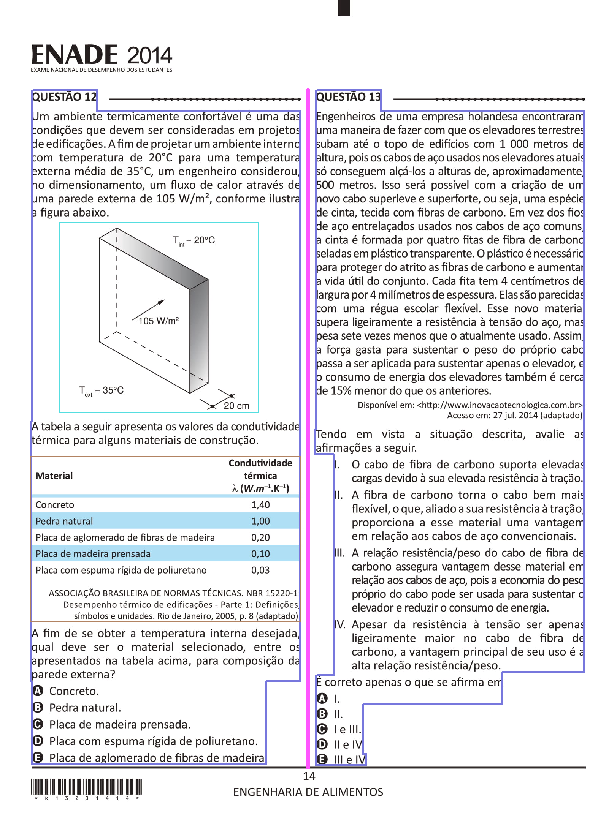 ENADE 2014
EXAME NACIONAL DE DESEMPENHO DOS ESTUDANTES
QUESTÃO 12
Um ambiente termicamente confortável é uma das
condições que devem ser consideradas em projetos
de edificações. A fim de projetar um ambiente interno
com temperatura de 20°C para uma temperatura
externa média de 35°C, um engenheiro considerou,
no dimensionamento, um fluxo de calor através de
uma parede externa de 105 W/m², conforme ilustra
a figura abaixo.
T_int = 20°C
105 W/m²
T_ext = 35°C
20 cm
A tabela a seguir apresenta os valores da condutividade
térmica para alguns materiais de construção.
Material Condutividade térmica λ (W.m⁻¹.K⁻¹)
Concreto 1,40
Pedra natural 1,00
Placa de aglomerado de fibras de madeira 0,20
Placa de madeira prensada 0,10
Placa com espuma rígida de poliuretano 0,03
ASSOCIAÇÃO BRASILEIRA DE NORMAS TÉCNICAS. NBR 15220-1
Desempenho térmico de edificações - Parte 1: Definições,
símbolos e unidades. Rio de Janeiro, 2005, p. 8 (adaptado)
A fim de se obter a temperatura interna desejada,
qual deve ser o material selecionado, entre os
apresentados na tabela acima, para composição da
parede externa?
A Concreto.
B Pedra natural.
C Placa de madeira prensada.
D Placa com espuma rígida de poliuretano.
E Placa de aglomerado de fibras de madeira
QUESTÃO 13
Engenheiros de uma empresa holandesa encontraram
uma maneira de fazer com que os elevadores terrestres
subam até o topo de edifícios com 1 000 metros de
altura, pois os cabos de aço usados nos elevadores atuais
só conseguem alçá-los a alturas de, aproximadamente,
500 metros. Isso será possível com a criação de um
novo cabo superleve e superforte, ou seja, uma espécie
de cinta, tecida com fibras de carbono. Em vez dos fios
de aço entrelaçados usados nos cabos de aço comuns,
a cinta é formada por quatro fitas de fibra de carbono
seladas em plástico transparente. O plástico é necessário
para proteger do atrito as fibras de carbono e aumentar
a vida útil do conjunto. Cada fita tem 4 centímetros de
largura por 4 milímetros de espessura. Elas são parecidas
com uma régua escolar flexível. Esse novo material
supera ligeiramente a resistência à tensão do aço, mas
pesa sete vezes menos que o atualmente usado. Assim,
a força gasta para sustentar o peso do próprio cabo
passa a ser aplicada para sustentar apenas o elevador, e
o consumo de energia dos elevadores também é cerca
de 15% menor do que os anteriores.
Disponível em: <http://www.inovacaotecnologica.com.br>
Acesso em: 27 jul. 2014 (adaptado)
Tendo em vista a situação descrita, avalie as
afirmações a seguir.
I. O cabo de fibra de carbono suporta elevadas
cargas devido à sua elevada resistência à tração.
II. A fibra de carbono torna o cabo bem mais
flexível, o que, aliado a sua resistência à tração,
proporciona a esse material uma vantagem
em relação aos cabos de aço convencionais.
III. A relação resistência/peso do cabo de fibra de
carbono assegura vantagem desse material em
relação aos cabos de aço, pois a economia do peso
próprio do cabo pode ser usada para sustentar o
elevador e reduzir o consumo de energia.
IV. Apesar da resistência à tensão ser apenas
ligeiramente maior no cabo de fibra de
carbono, a vantagem principal de seu uso é a
alta relação resistência/peso.
É correto apenas o que se afirma em
A I.
B II.
C I e III.
D II e IV
E III e IV
14
ENGENHARIA DE ALIMENTOS